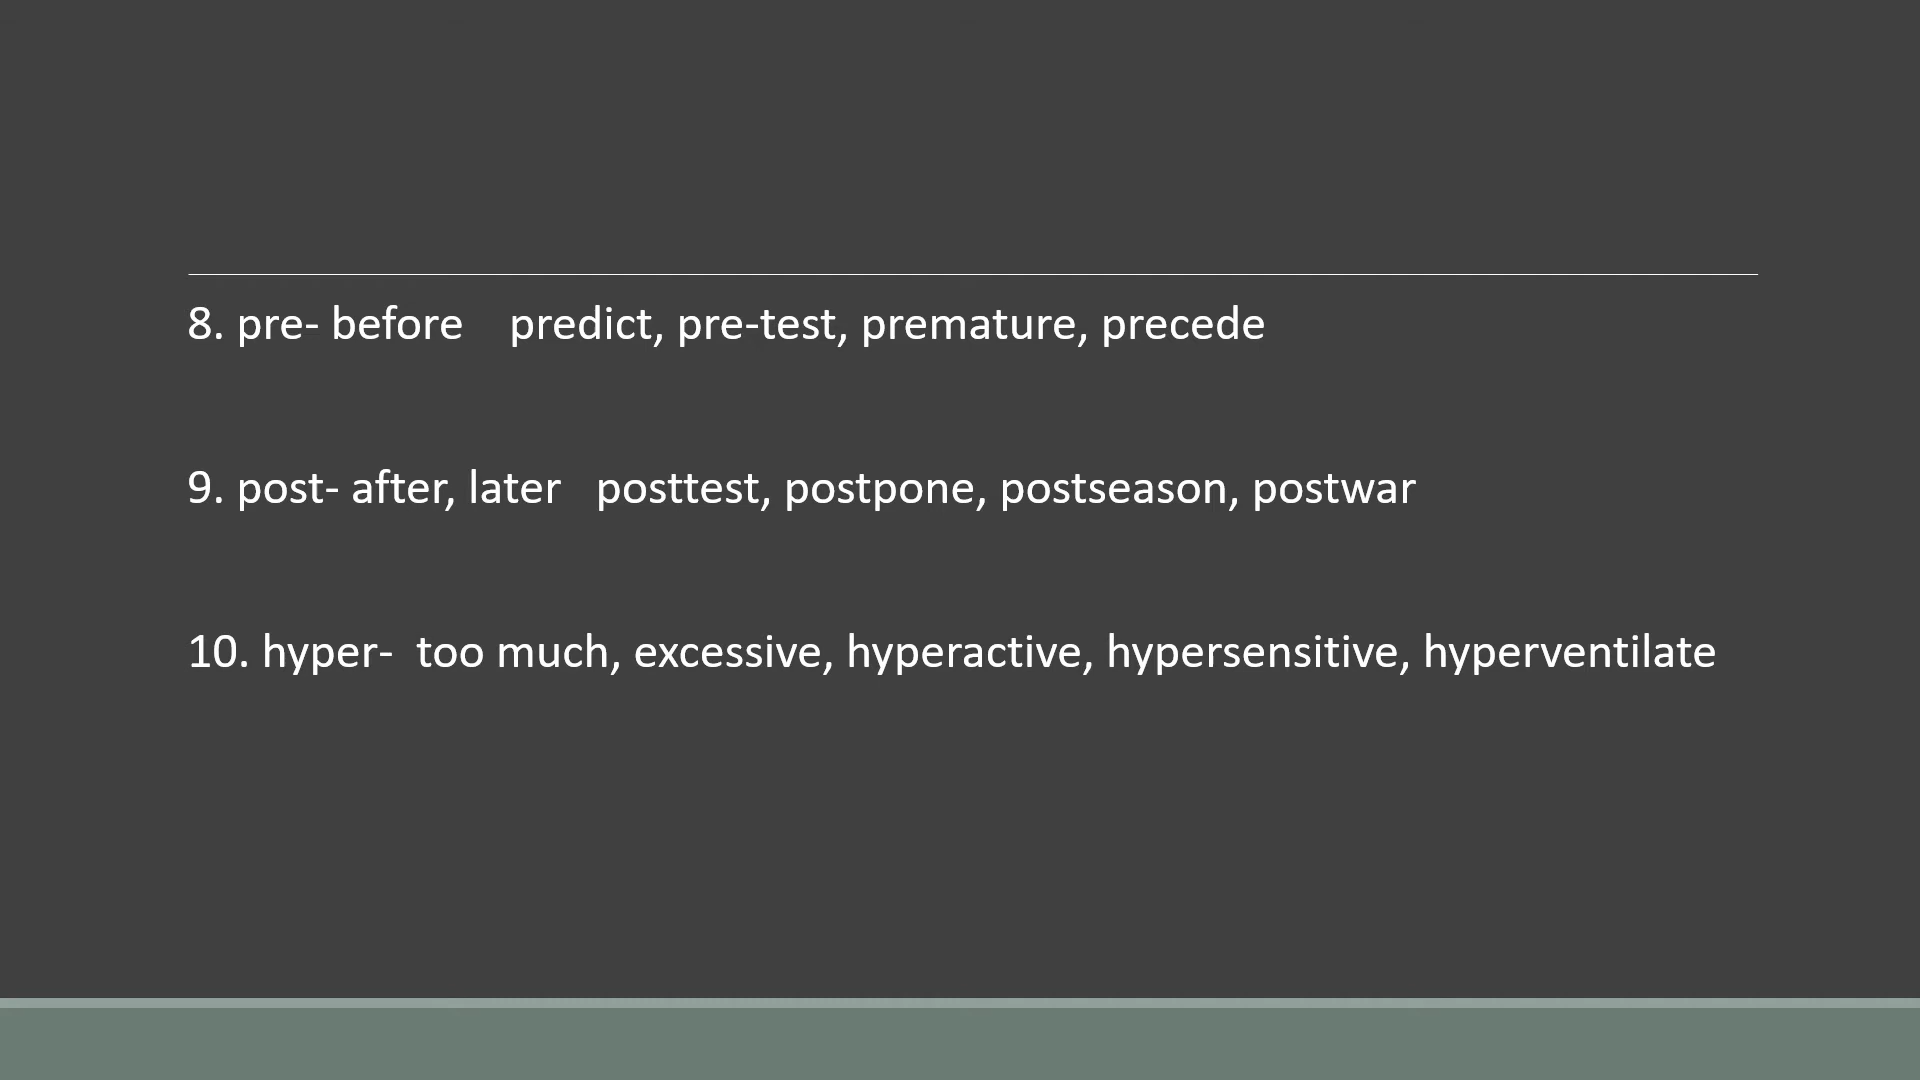 8. pre- before    predict, pre-test, premature, precede
9. post- after, later   posttest, postpone, postseason, postwar
10. hyper-  too much, excessive, hyperactive, hypersensitive, hyperventilate